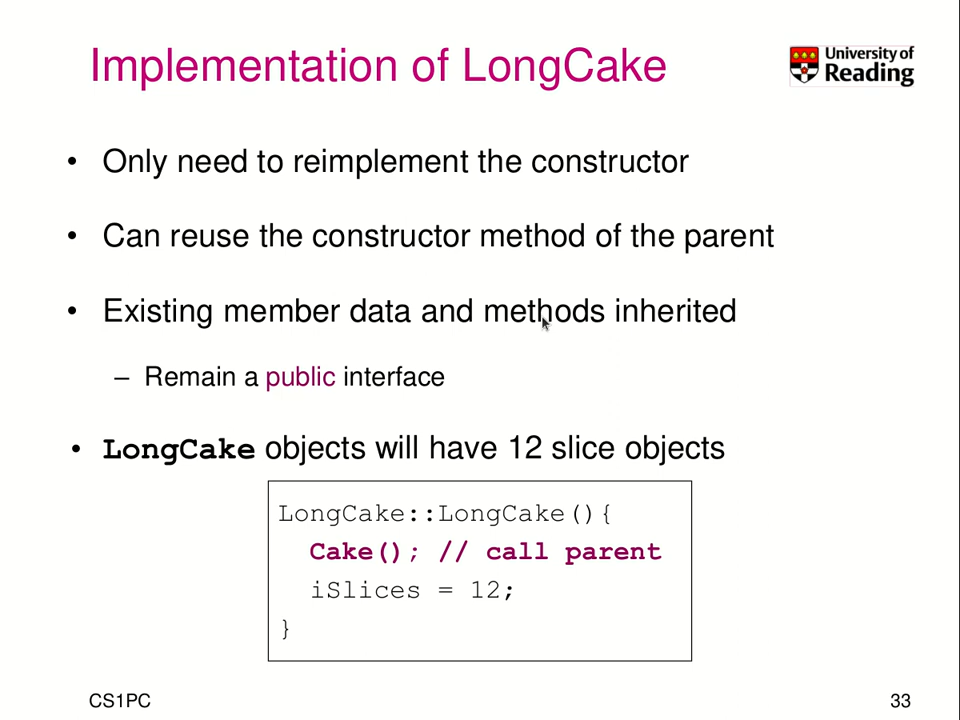 Implementation of LongCake
University of
Reading
• Only need to reimplement the constructor
• Can reuse the constructor method of the parent
• Existing member data and methods inherited
– Remain a public interface
• LongCake objects will have 12 slice objects
LongCake::LongCake(){
Cake(); // call parent
iSlices = 12;
}
CS1PC
33